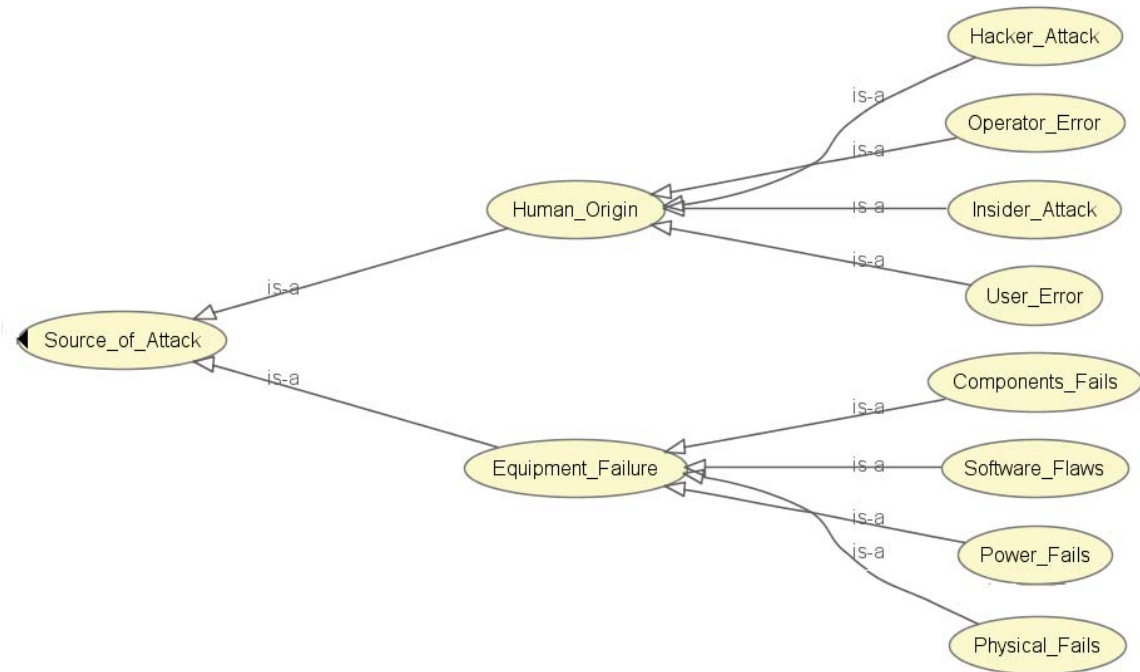 Hacker_Attack
is-a
Operator_Error
is-a
Human_Origin
is-a
Insider_Attack
is-a
User_Error
is-a
Source_of_Attack
is-a
Components_Fails
is-a
Equipment_Failure
is-a
Software_Flaws
is-a
Power_Fails
is-a
Physical_Fails